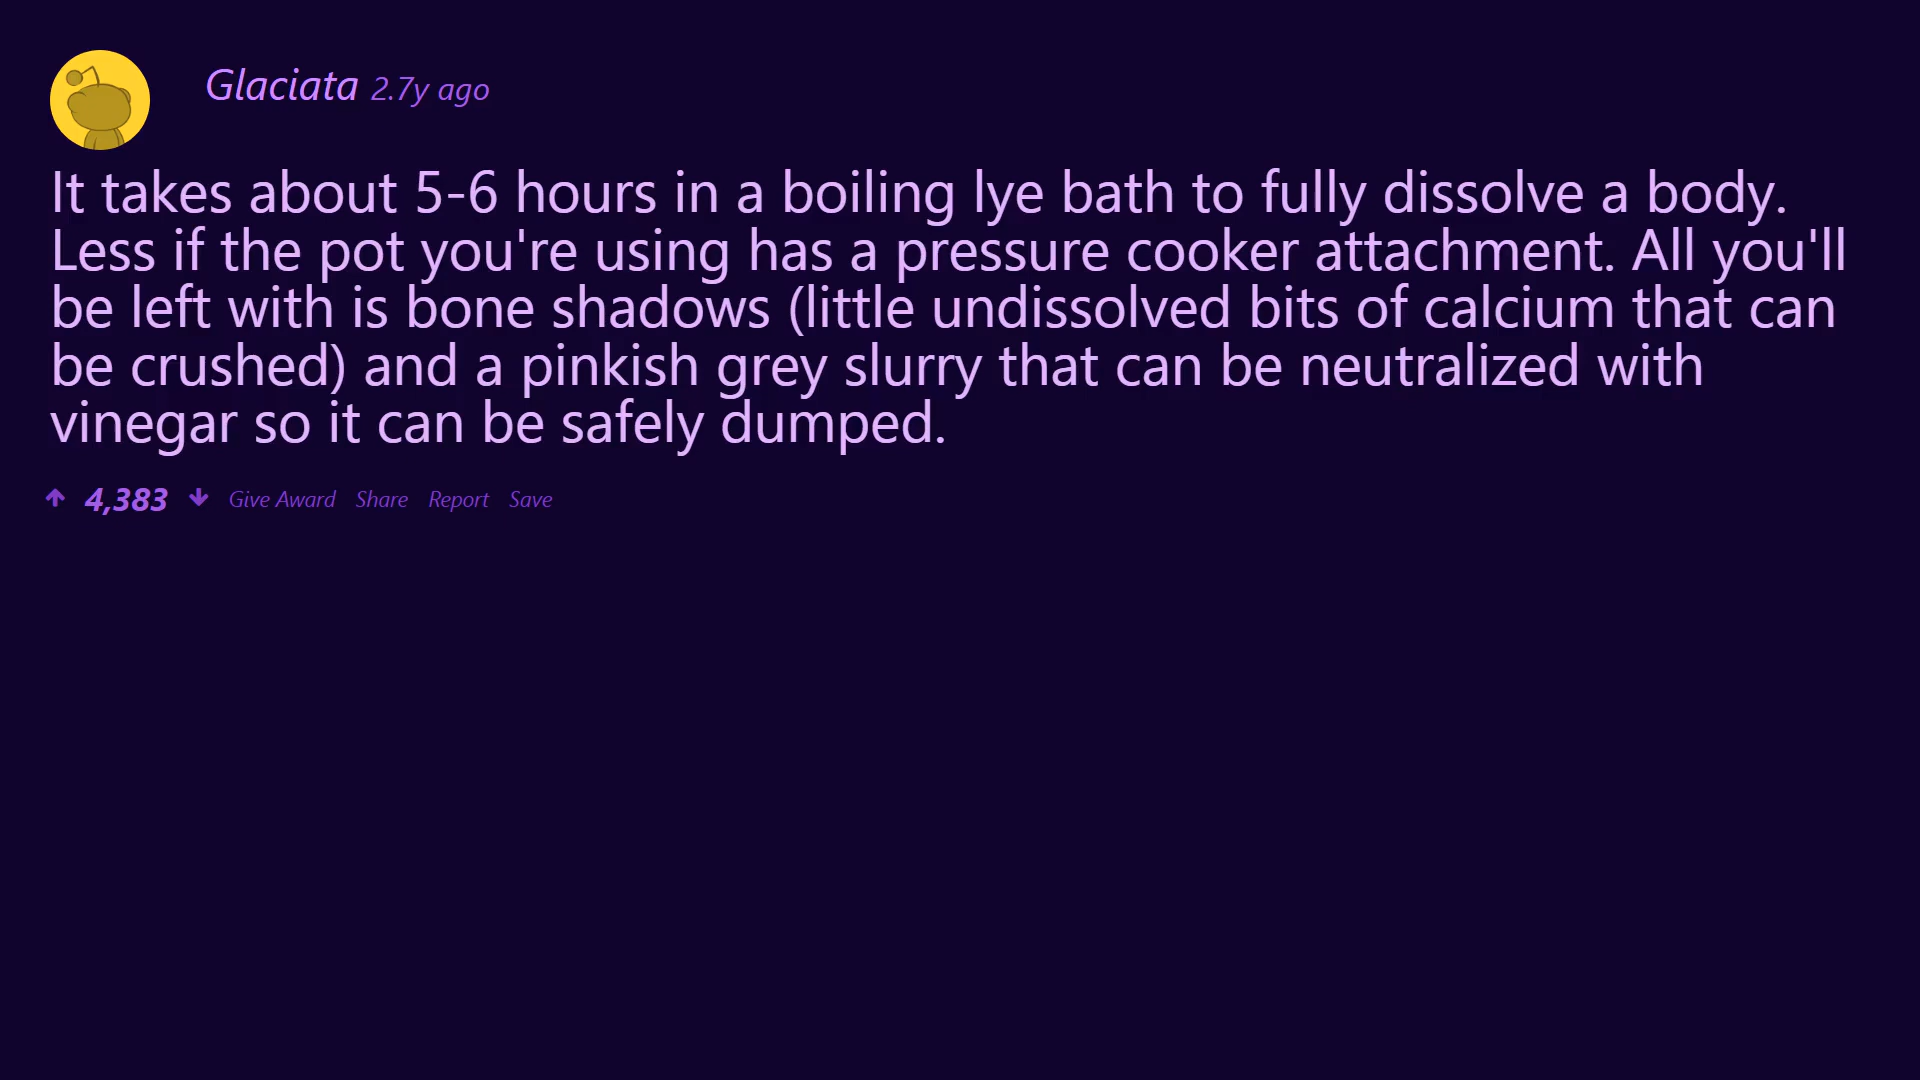 Glaciata 2.7y ago
It takes about 5-6 hours in a boiling lye bath to fully dissolve a body.
Less if the pot you're using has a pressure cooker attachment. All you'll
be left with is bone shadows (little undissolved bits of calcium that can
be crushed) and a pinkish grey slurry that can be neutralized with
vinegar so it can be safely dumped.
4,383 Give Award Share Report Save